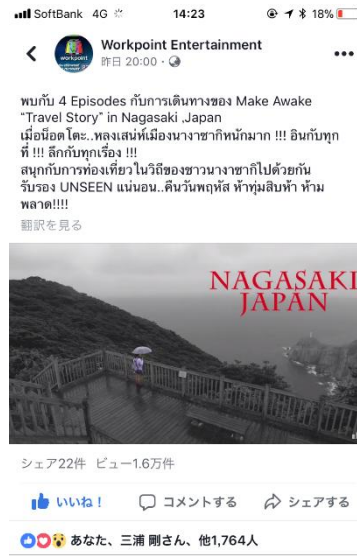 SoftBank 4G 14:23 18%
Workpoint Entertainment
昨日 20:00
workpoint
พบกับ 4 Episodes กับการเดินทางของ Make Awake
“Travel Story” in Nagasaki ,Japan
เมื่อน็อตโตะ..หลงเสน่ห์เมืองนางาซากิหนักมาก !!! อินกับทุก
ที่ !!! ลึกกับทุกเรื่อง !!!
สนุกกับการท่องเที่ยวในวิถีของชาวนางาซากิไปด้วยกัน
รับรอง UNSEEN แน่นอน..คืนวันพฤหัส ห้าทุ่มสิบห้า ห้าม
พลาด!!!!
翻訳を見る
NAGASAKI
JAPAN
シェア22件 ビュー1.6万件
いいね！ コメントする シェアする
あなた、三浦 剛さん、他1,764人